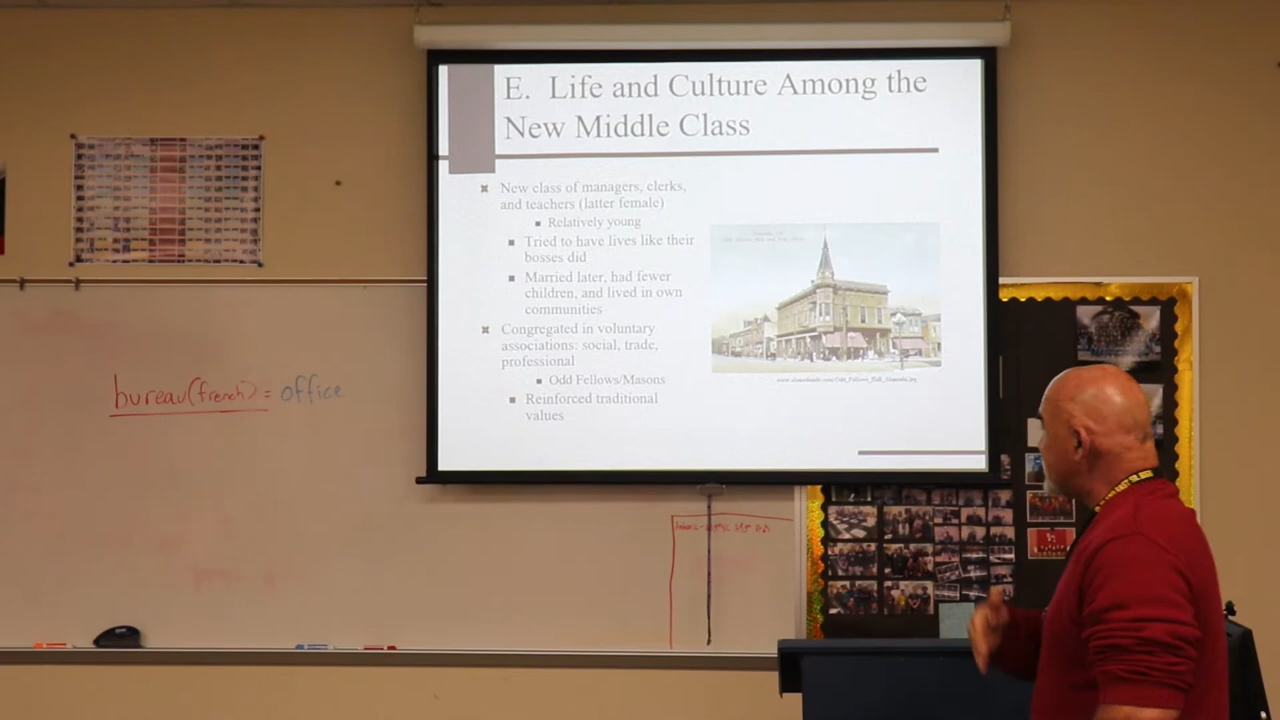 E. Life and Culture Among the
New Middle Class
New class of managers, clerks,
and teachers (latter female)
Relatively young
Tried to have lives like their
bosses did
Married later, had fewer
children, and lived in own
communities
Congregated in voluntary
associations: social, trade,
professional
Odd Fellows/Masons
Reinforced traditional
values
bureau(french) = office